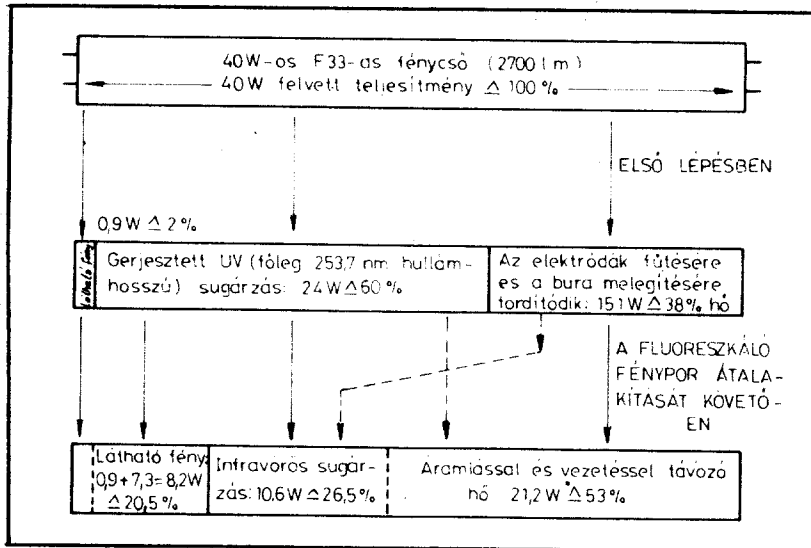 40W-os F33-as fénycső (2700 lm)
40W felvett teljesítmény ≙ 100 %
ELSŐ LÉPÉSBEN
0,9 W ≙ 2 %
látható fény
Gerjesztett UV (főleg 253,7 nm hullám-
hosszú) sugárzás: 24 W ≙ 60 %
Az elektródák fűtésére
es a bura melegítésére
fordítódik: 15,1 W ≙ 38 % hő
A FLUORESZKÁLÓ
FÉNYPOR ÁTALA-
KÍTÁSÁT KÖVETŐ-
EN
Látható fény:
0,9 + 7,3 = 8,2 W
≙ 20,5 %
Infravörös sugár-
zás: 10,6 W ≙ 26,5 %
Áramlással és vezetéssel távozó
hő 21,2 W ≙ 53 %